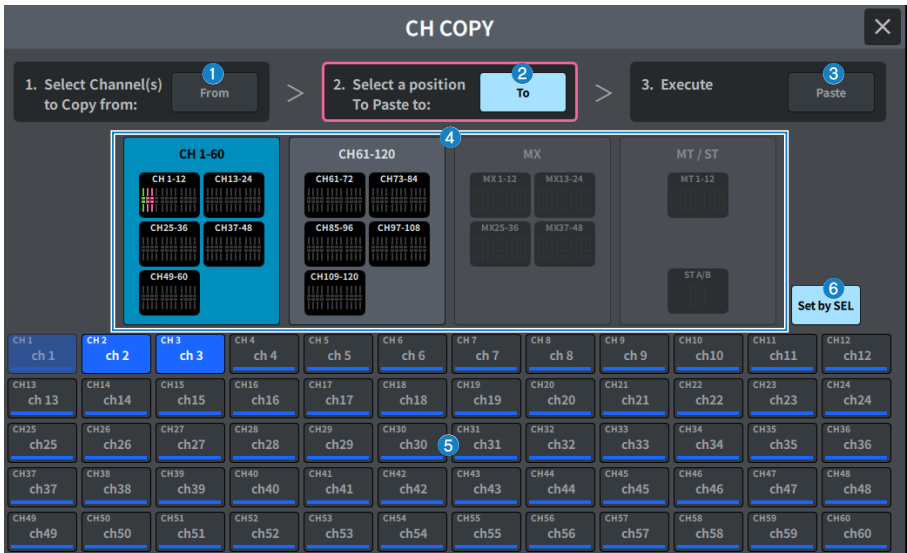 CH COPY
1. Select Channel(s)
to Copy from:
1
From
>
2. Select a position
To Paste to:
2
To
>
3. Execute
3
Paste
4
CH 1-60
CH 1-12 CH13-24
CH25-36 CH37-48
CH49-60
CH61-120
CH61-72 CH73-84
CH85-96 CH97-108
CH109-120
MX
MX1-12 MX13-24
MX25-36 MX37-48
MT / ST
MT1-12
ST A/B
6
Set by SEL
CH 1 CH 2 CH 3 CH 4 CH 5 CH 6 CH 7 CH 8 CH 9 CH10 CH11 CH12
ch 1 ch 2 ch 3 ch 4 ch 5 ch 6 ch 7 ch 8 ch 9 ch10 ch11 ch12
CH13 CH14 CH15 CH16 CH17 CH18 CH19 CH20 CH21 CH22 CH23 CH24
ch 13 ch14 ch15 ch16 ch17 ch18 ch19 ch20 ch21 ch22 ch23 ch24
CH25 CH26 CH27 CH28 CH29 CH30 CH31 CH32 CH33 CH34 CH35 CH36
ch25 ch26 ch27 ch28 ch29 ch30 5 ch31 ch32 ch33 ch34 ch35 ch36
CH37 CH38 CH39 CH40 CH41 CH42 CH43 CH44 CH45 CH46 CH47 CH48
ch37 ch38 ch39 ch40 ch41 ch42 ch43 ch44 ch45 ch46 ch47 ch48
CH49 CH50 CH51 CH52 CH53 CH54 CH55 CH56 CH57 CH58 CH59 CH60
ch49 ch50 ch51 ch52 ch53 ch54 ch55 ch56 ch57 ch58 ch59 ch60